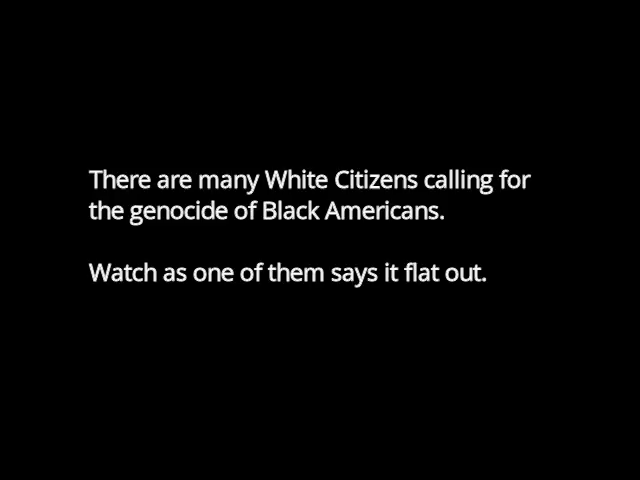 There are many White Citizens calling for
the genocide of Black Americans.
Watch as one of them says it flat out.